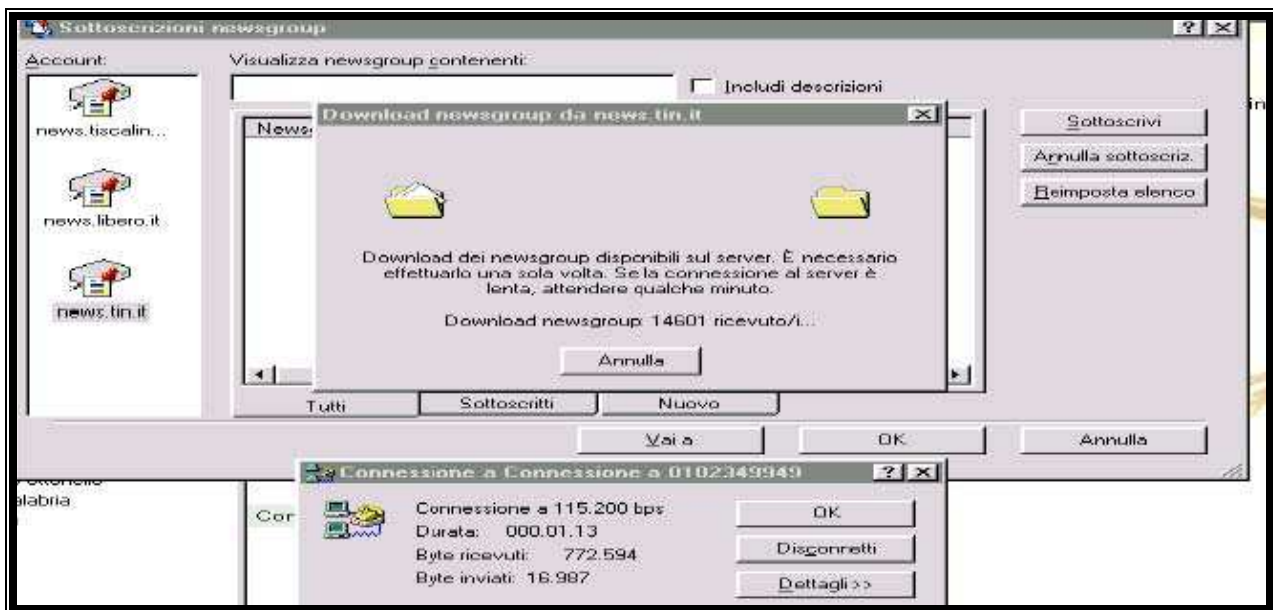 Sottoscrizioni newsgroup
Account:
Visualizza newsgroup contenenti:
Includi descrizioni
news.tiscalin...
news.libero.it
news.tin.it
News
Download newsgroup da news.tin.it
Download dei newsgroup disponibili sul server. È necessario
effettuarlo una sola volta. Se la connessione al server è
lenta, attendere qualche minuto.
Download newsgroup: 14601 ricevuto/i...
Annulla
Sottoscrivi
Annulla sottoscriz.
Reimposta elenco
Tutti
Sottoscritti
Nuovo
Vai a
OK
Annulla
in
alabria
Cor
Connessione a Connessione a 0102349949
Connessione a 115.200 bps
Durata: 000.01.13
Byte ricevuti: 772.594
Byte inviati: 16.987
OK
Disconnetti
Dettagli >>